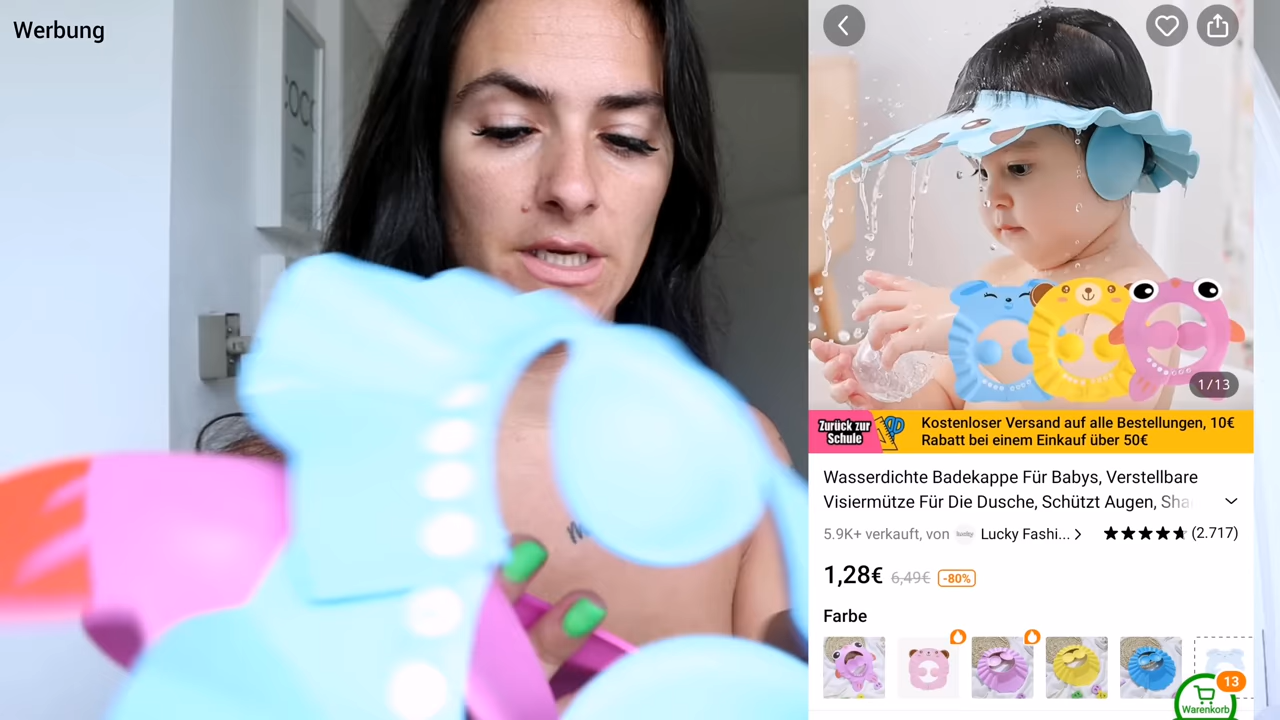 Werbung
COCO
1/13
Zurück zur
Schule
Kostenloser Versand auf alle Bestellungen, 10€
Rabatt bei einem Einkauf über 50€
Wasserdichte Badekappe Für Babys, Verstellbare
Visiermütze Für Die Dusche, Schützt Augen, Sha
5.9K+ verkauft, von lucky Lucky Fashi... (2.717)
1,28€ 6,49€ -80%
Farbe
13
Warenkorb